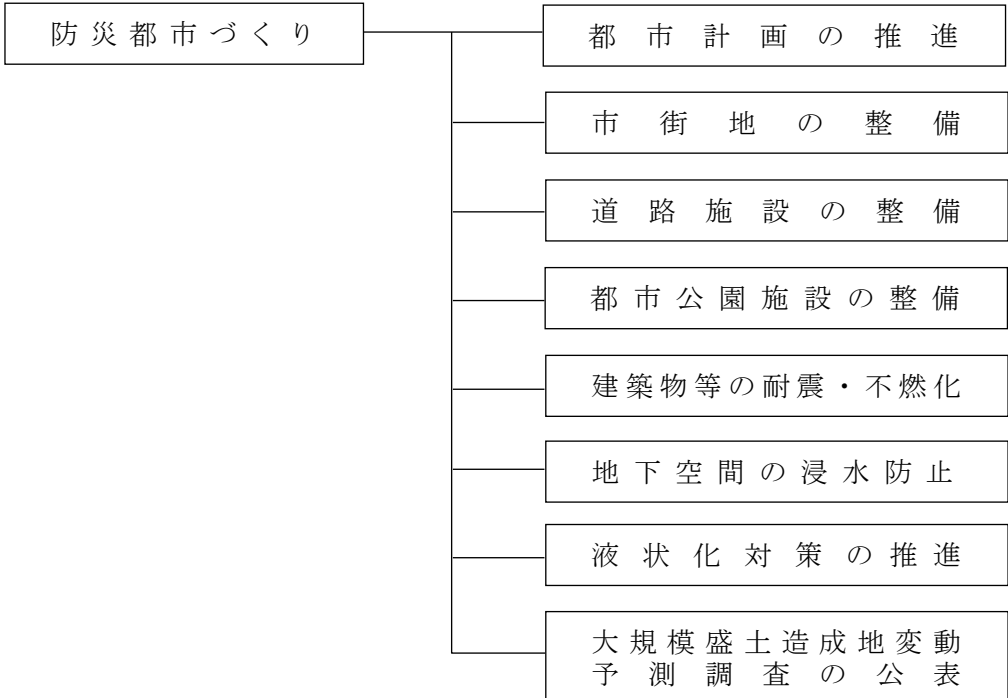 防災都市づくり
都市計画の推進
市街地の整備
道路施設の整備
都市公園施設の整備
建築物等の耐震・不燃化
地下空間の浸水防止
液状化対策の推進
大規模盛土造成地変動
予測調査の公表